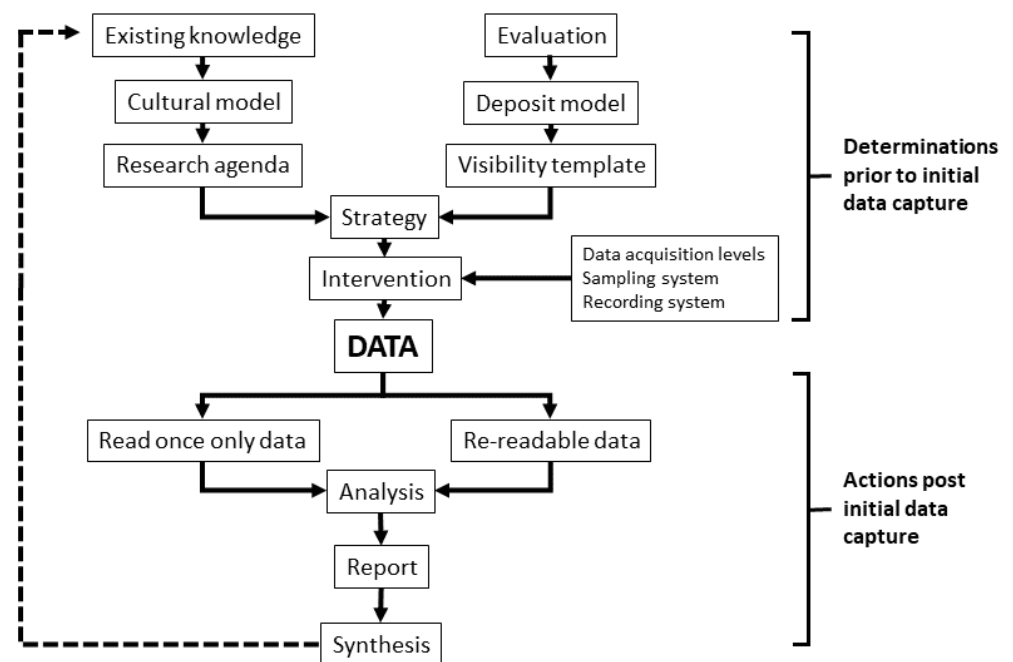 Existing knowledge
Evaluation
Cultural model
Deposit model
Research agenda
Visibility template
Strategy
Intervention
Data acquisition levels
Sampling system
Recording system
Determinations
prior to initial
data capture
DATA
Read once only data
Re-readable data
Analysis
Report
Synthesis
Actions post
initial data
capture